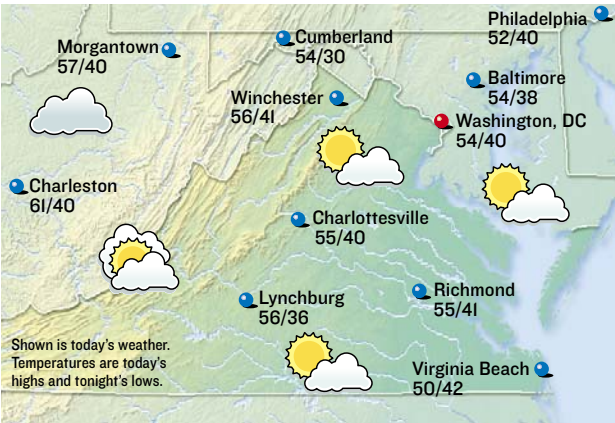 Philadelphia
52/40
Cumberland
54/30
Morgantown
57/40
Baltimore
54/38
Winchester
56/41
Washington, DC
54/40
Charleston
61/40
Charlottesville
55/40
Richmond
55/41
Lynchburg
56/36
Shown is today's weather.
Temperatures are today's
highs and tonight's lows.
Virginia Beach
50/42